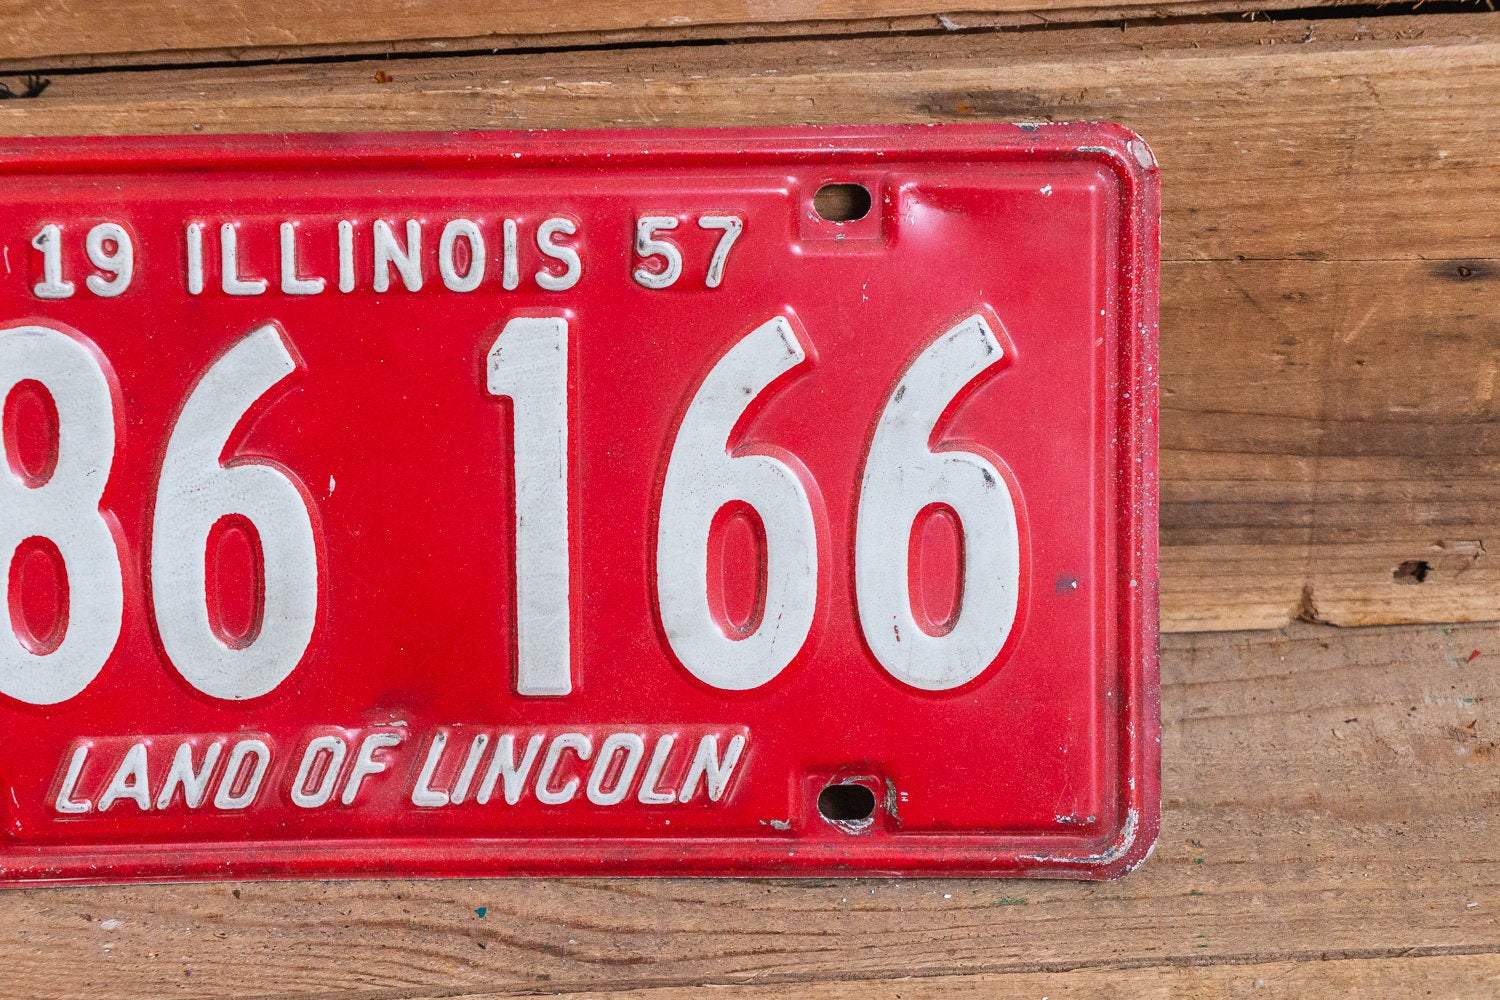 19 ILLINOIS 57
86 166
LAND OF LINCOLN